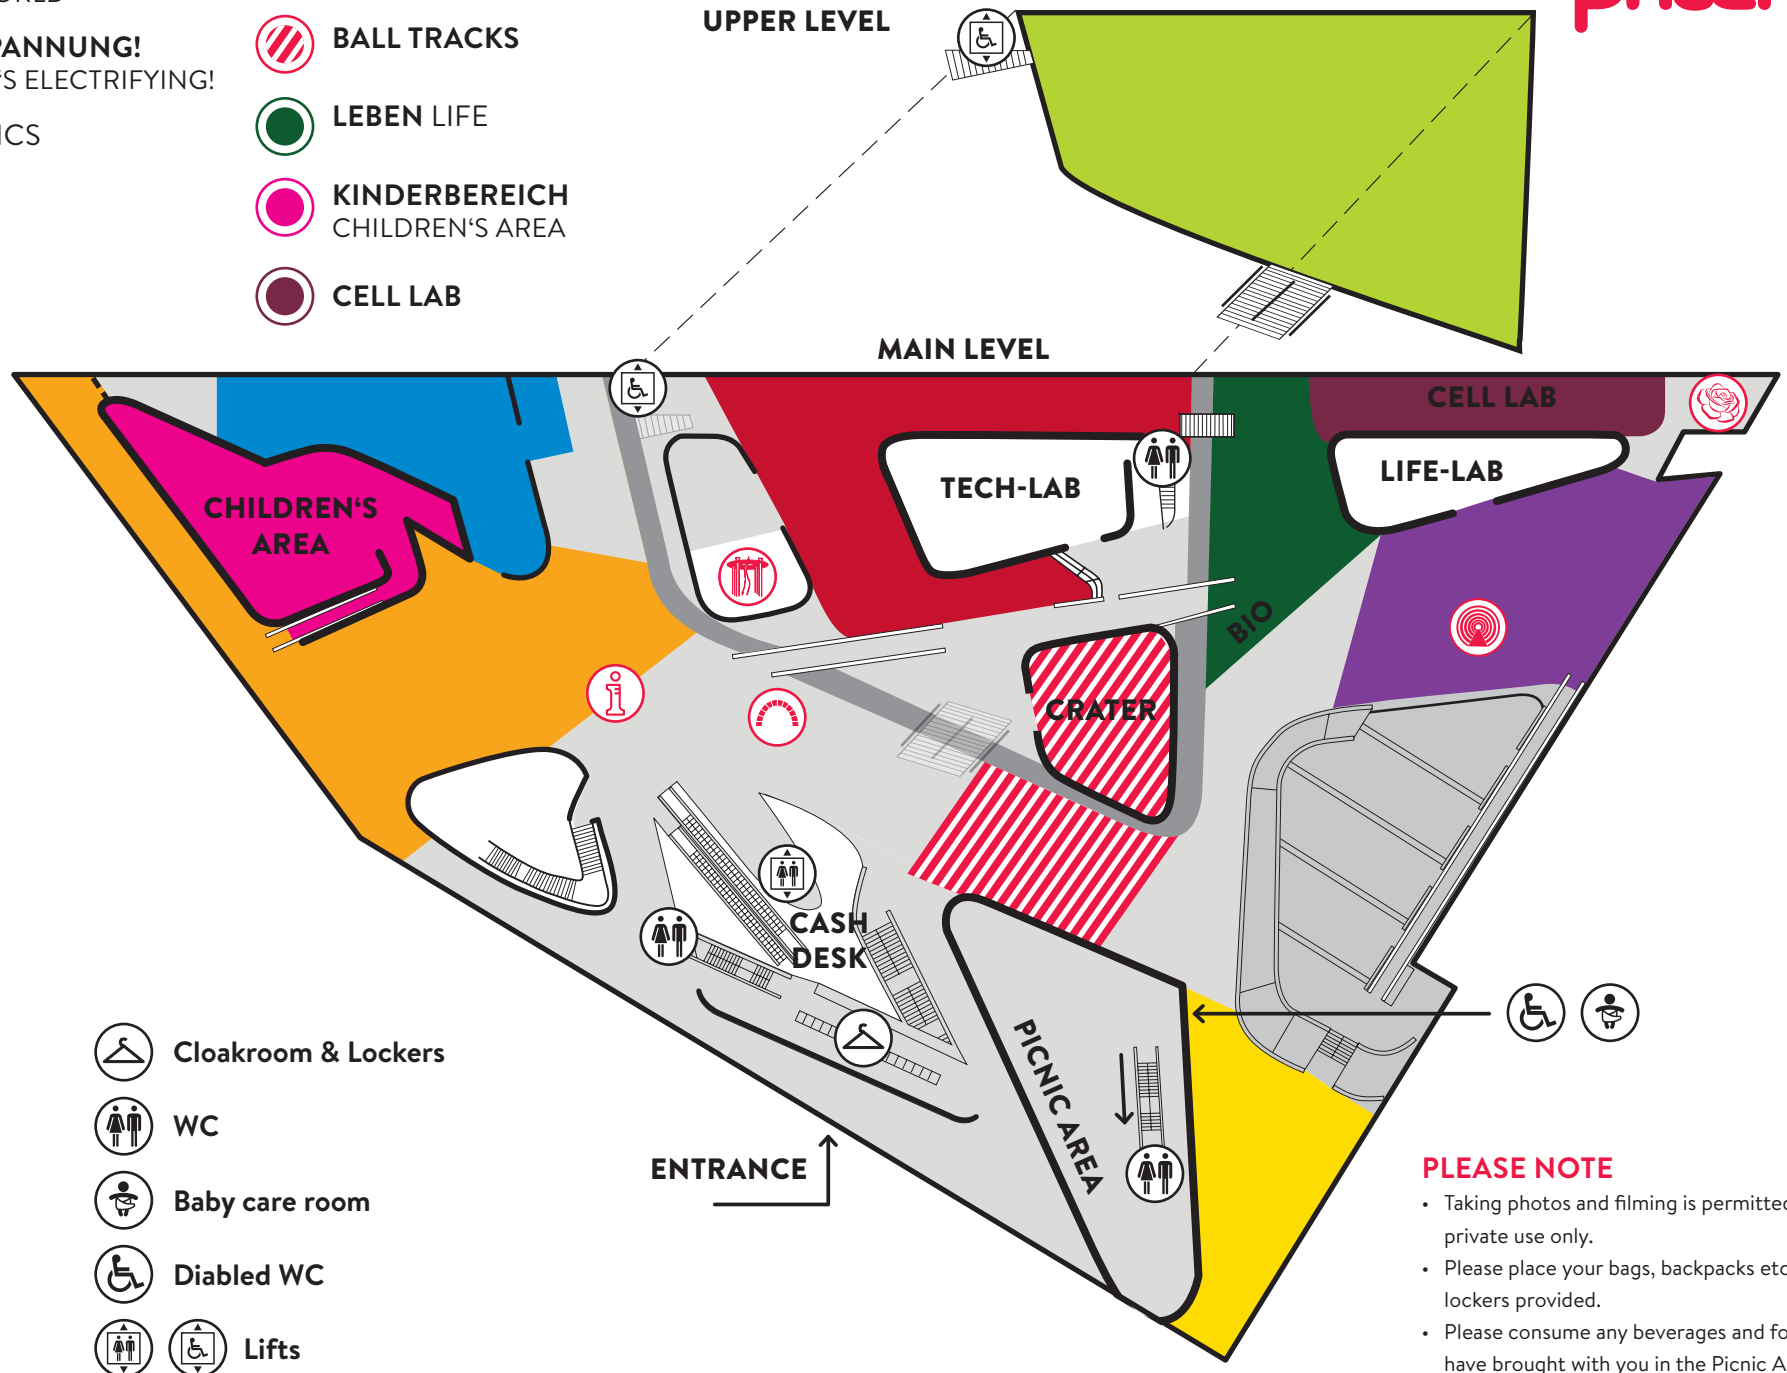 UPPER LEVEL
BALL TRACKS
PANNUNG!
'S ELECTRIFYING!
LEBEN LIFE
KINDERBEREICH
CHILDREN‘S AREA
CELL LAB
MAIN LEVEL
CELL LAB
TECH-LAB
LIFE-LAB
CHILDREN‘S
AREA
BIO
CRATER
CASH
DESK
PICNIC AREA
ENTRANCE
Cloakroom & Lockers
WC
Baby care room
Diabled WC
Lifts
PLEASE NOTE
• Taking photos and filming is permitted
private use only.
• Please place your bags, backpacks etc
lockers provided.
• Please consume any beverages and fo
have brought with you in the Picnic A